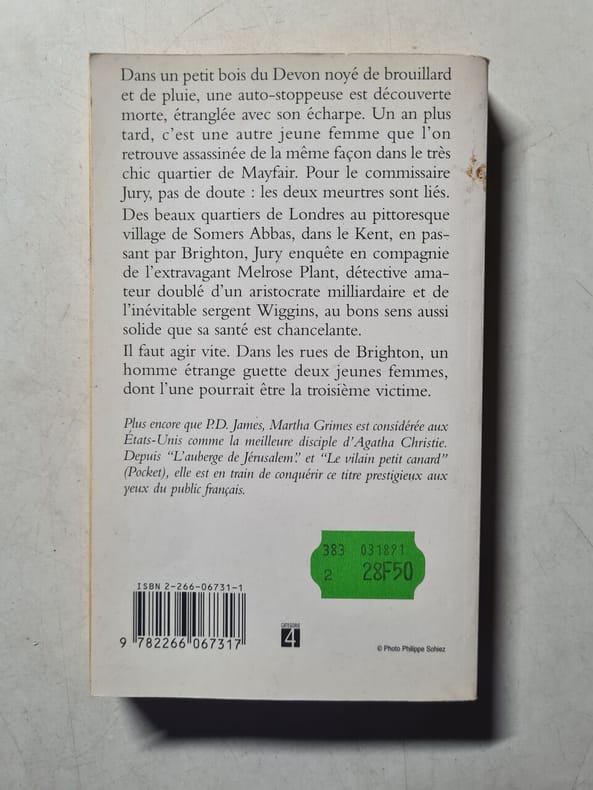 Dans un petit bois du Devon noyé de brouillard
et de pluie, une auto-stoppeuse est découverte
morte, étranglée avec son écharpe. Un an plus
tard, c'est une autre jeune femme que l'on
retrouve assassinée de la même façon dans le très
chic quartier de Mayfair. Pour le commissaire
Jury, pas de doute : les deux meurtres sont liés.
Des beaux quartiers de Londres au pittoresque
village de Somers Abbas, dans le Kent, en pas-
sant par Brighton, Jury enquête en compagnie
de l'extravagant Melrose Plant, détective ama-
teur doublé d'un aristocrate milliardaire et de
l'inévitable sergent Wiggins, au bons sens aussi
solide que sa santé est chancelante.
Il faut agir vite. Dans les rues de Brighton, un
homme étrange guette deux jeunes femmes,
dont l'une pourrait être la troisième victime.
Plus encore que P.D. James, Martha Grimes est considérée aux
États-Unis comme la meilleure disciple d'Agatha Christie.
Depuis "L'auberge de Jérusalem" et "Le vilain petit canard"
(Pocket), elle est en train de conquérir ce titre prestigieux aux
yeux du public français.
383 031891
2 28F50
ISBN 2-266-06731-1
9 782266 067317
CATÉGORIE
4
© Photo Philippe Sohiez